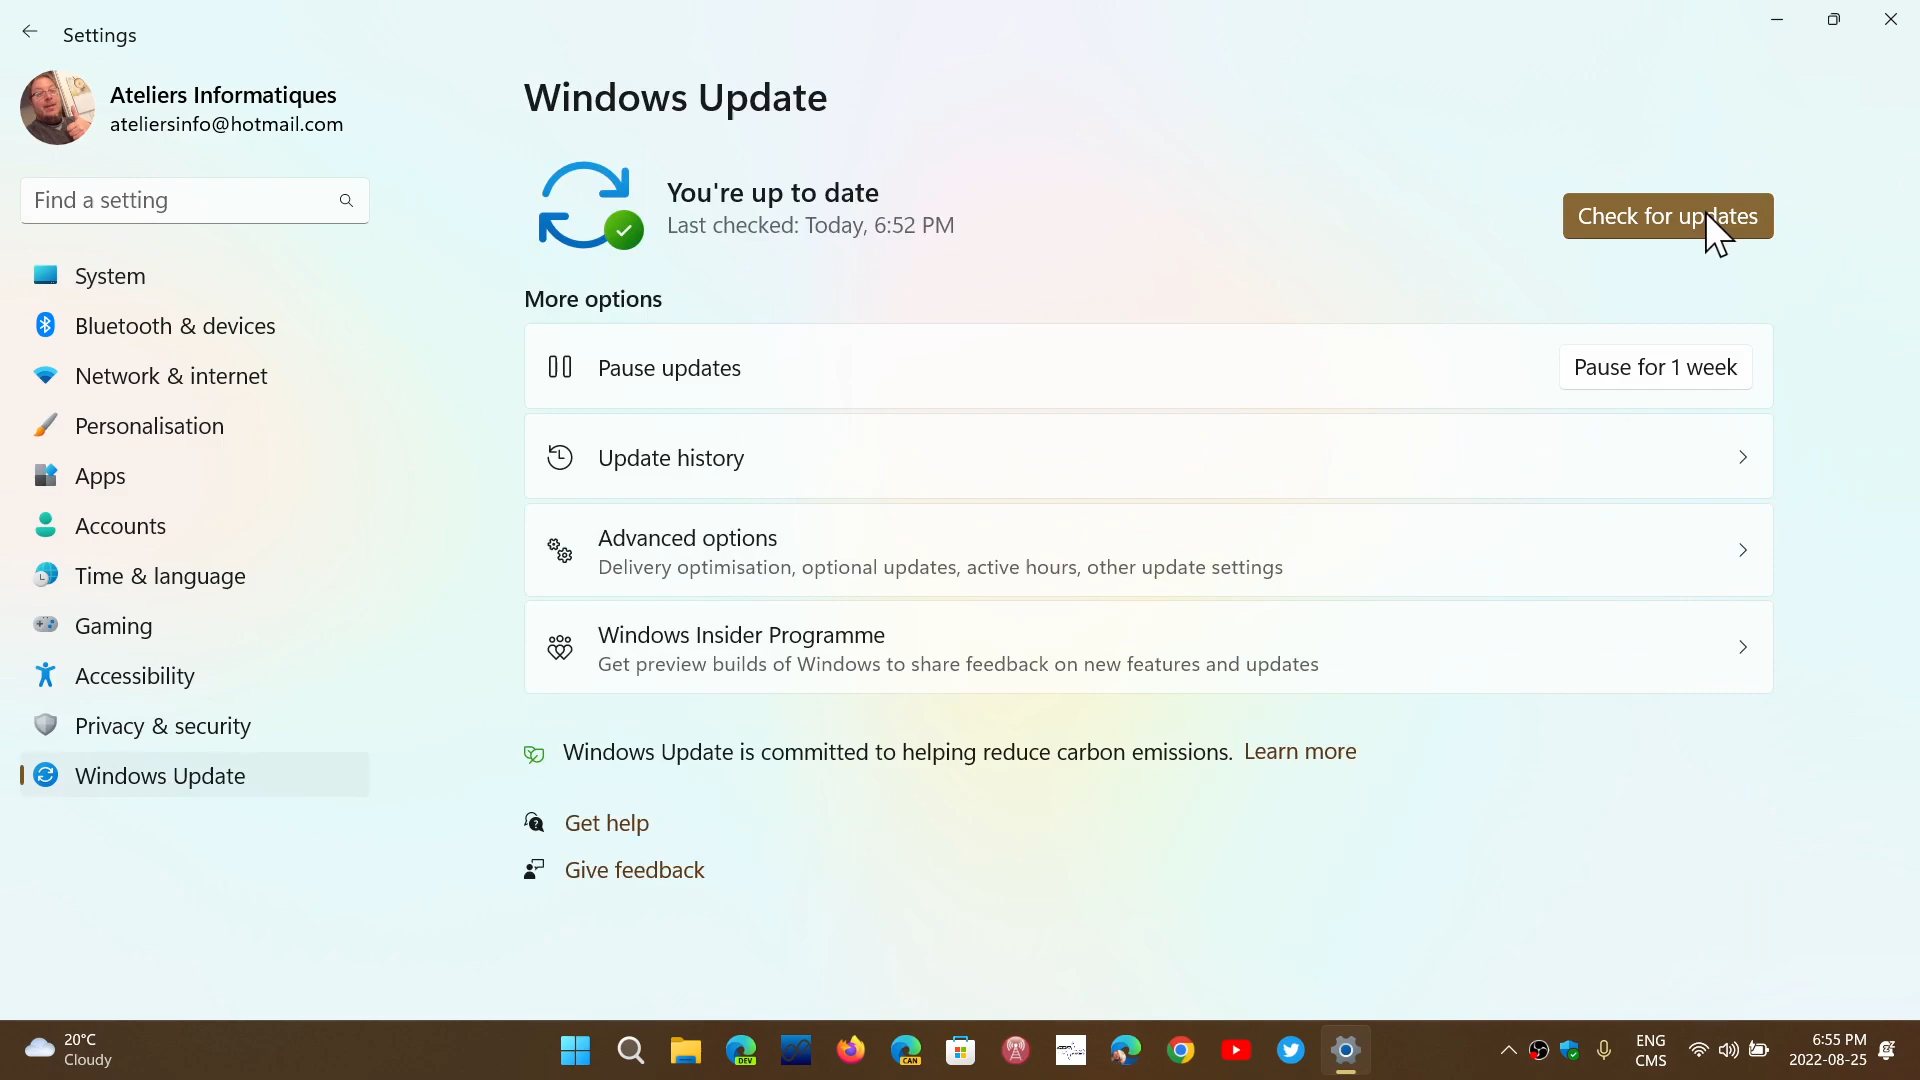 Settings
Ateliers Informatiques
ateliersinfo@hotmail.com
Find a setting
System
Bluetooth & devices
Network & internet
Personalisation
Apps
Accounts
Time & language
Gaming
Accessibility
Privacy & security
Windows Update
Windows Update
You're up to date
Last checked: Today, 6:52 PM
Check for updates
More options
Pause updates
Pause for 1 week
Update history
Advanced options
Delivery optimisation, optional updates, active hours, other update settings
Windows Insider Programme
Get preview builds of Windows to share feedback on new features and updates
Windows Update is committed to helping reduce carbon emissions. Learn more
Get help
Give feedback
20°C
Cloudy
DEV
CAN
ENG
CMS
6:55 PM
2022-08-25